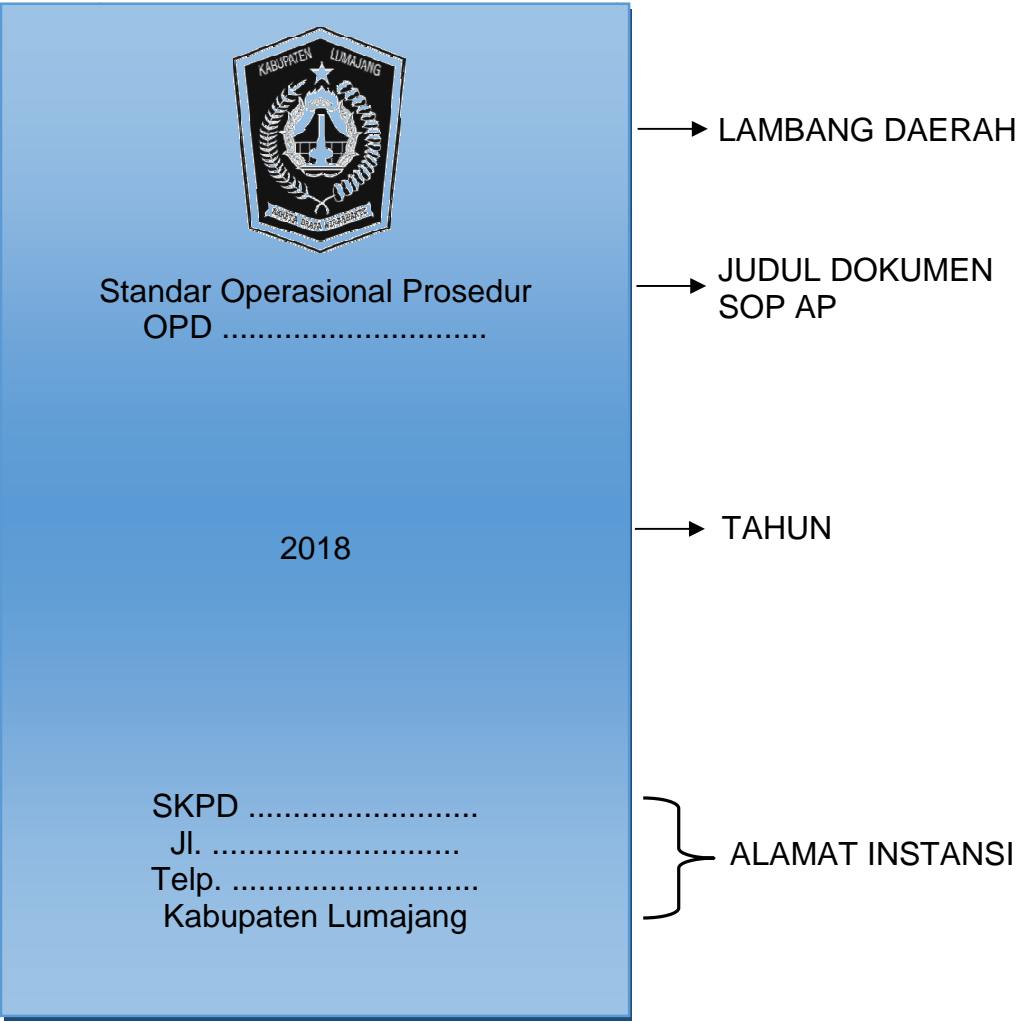 KABUPATEN LUMAJANG
LAMBANG DAERAH
Standar Operasional Prosedur
OPD ..............................
JUDUL DOKUMEN
SOP AP
2018
TAHUN
SKPD ..........................
Jl. ............................
Telp. ............................
Kabupaten Lumajang
ALAMAT INSTANSI